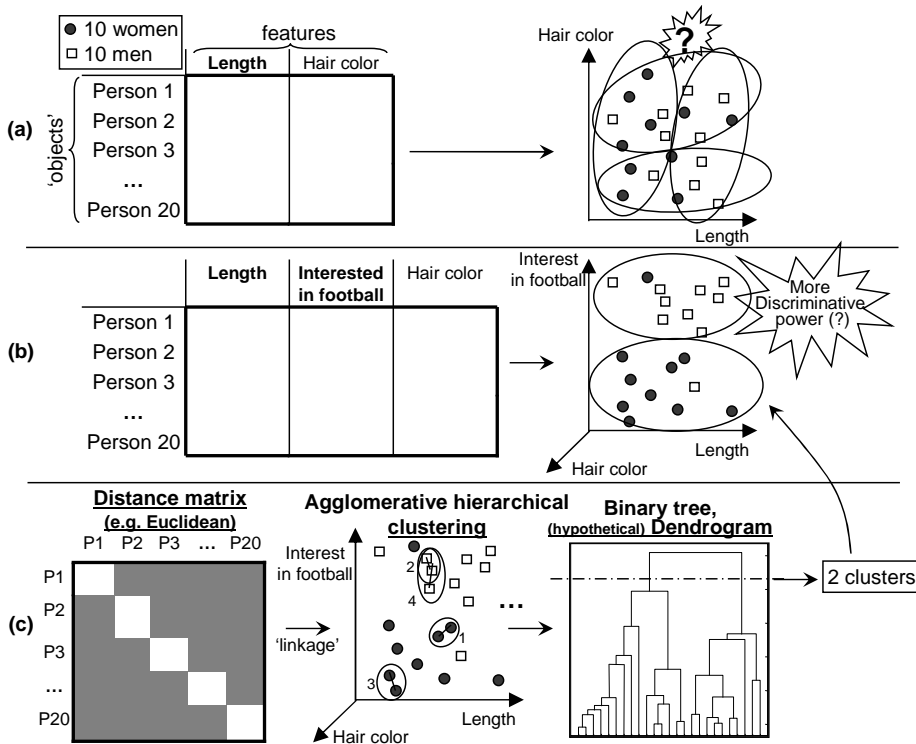 10 women
10 men
features
Length
Hair color
'objects'
Person 1
Person 2
Person 3
...
Person 20
(a)
Hair color
?
Length
Length
Interested
in football
Hair color
Person 1
Person 2
Person 3
...
Person 20
(b)
Interest
in football
More
Discriminative
power (?)
Length
Hair color
Distance matrix
(e.g. Euclidean)
P1 P2 P3 ... P20
P1
P2
P3
...
P20
(c)
'linkage'
Agglomerative hierarchical
clustering
Interest
in football
2
4
1
3
Length
Hair color
...
Binary tree,
(hypothetical) Dendrogram
2 clusters